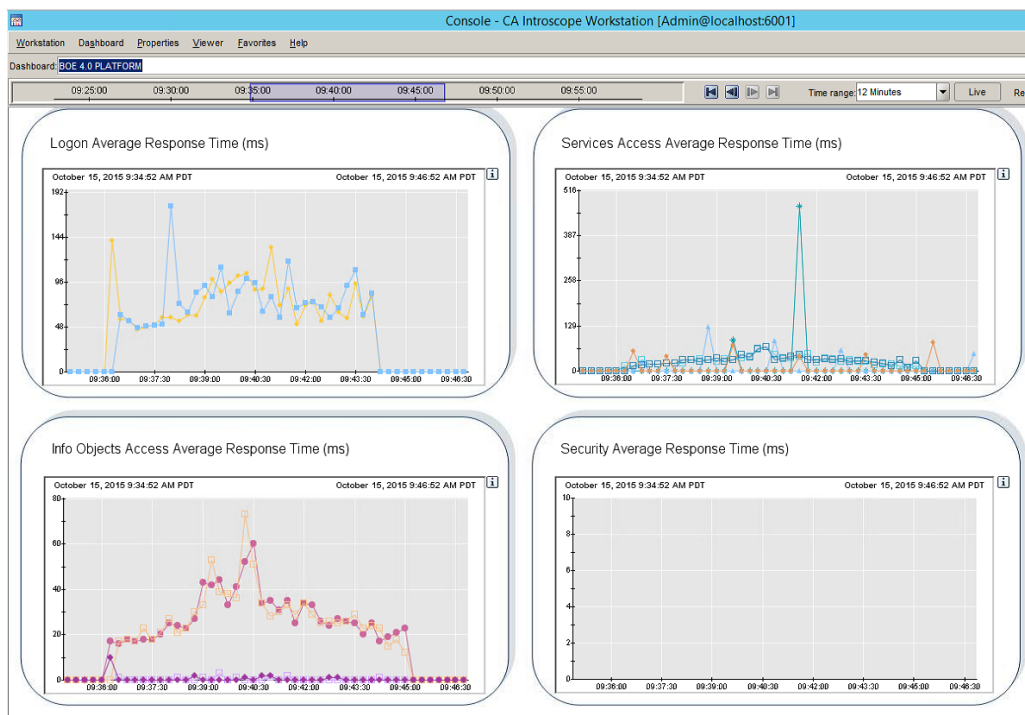 Console - CA Introscope Workstation [Admin@localhost:6001]
Workstation Dashboard Properties Viewer Favorites Help
Dashboard: BOE 4.0 PLATFORM
09:25:00 09:30:00 09:35:00 09:40:00 09:45:00 09:50:00 09:55:00 Time range: 12 Minutes Live Re
Logon Average Response Time (ms)
October 15, 2015 9:34:52 AM PDT October 15, 2015 9:46:52 AM PDT
192
144
96
48
0
09:36:00 09:37:30 09:39:00 09:40:30 09:42:00 09:43:30 09:45:00 09:46:30
Services Access Average Response Time (ms)
October 15, 2015 9:34:52 AM PDT October 15, 2015 9:46:52 AM PDT
516
387
258
129
0
09:36:00 09:37:30 09:39:00 09:40:30 09:42:00 09:43:30 09:45:00 09:46:30
Info Objects Access Average Response Time (ms)
October 15, 2015 9:34:52 AM PDT October 15, 2015 9:46:52 AM PDT
80
60
40
20
0
09:36:00 09:37:30 09:39:00 09:40:30 09:42:00 09:43:30 09:45:00 09:46:30
Security Average Response Time (ms)
October 15, 2015 9:34:52 AM PDT October 15, 2015 9:46:52 AM PDT
10
8
6
4
2
0
09:36:00 09:37:30 09:39:00 09:40:30 09:42:00 09:43:30 09:45:00 09:46:30